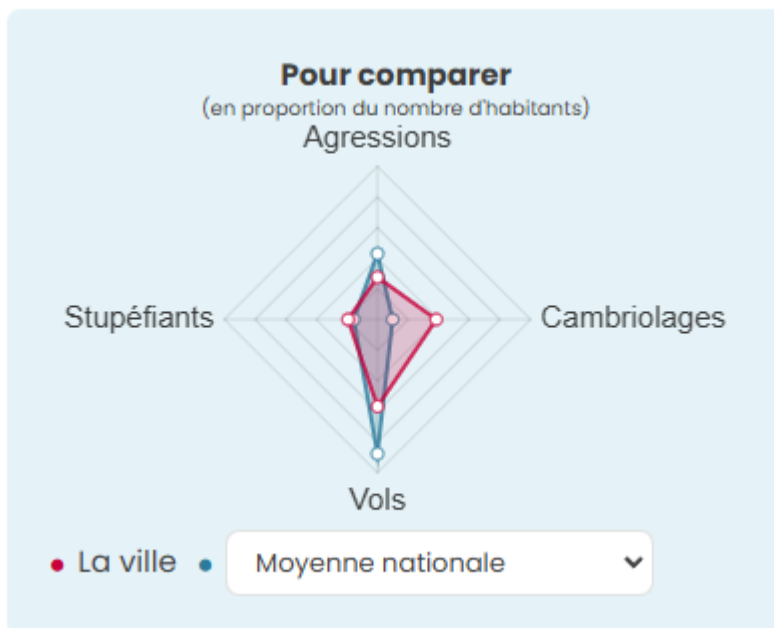 Pour comparer
(en proportion du nombre d'habitants)
Agressions
Stupéfiants
Cambriolages
Vols
La ville
Moyenne nationale